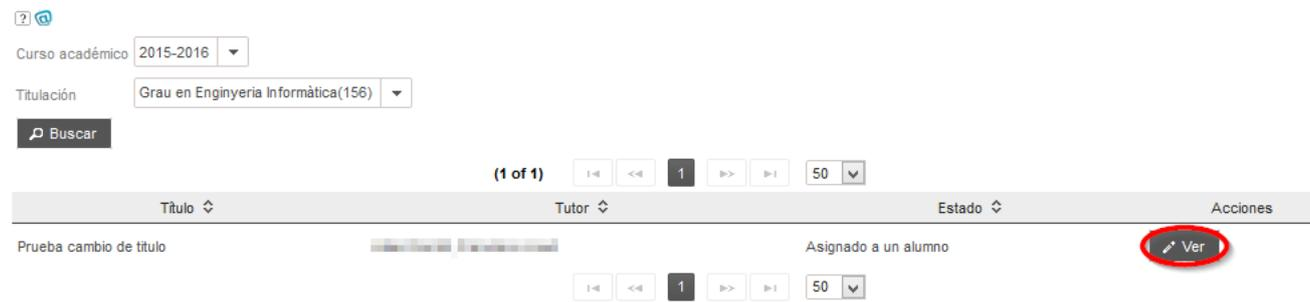 ?
Curso académico 2015-2016
Titulación Grau en Enginyeria Informàtica(156)
Buscar
(1 of 1) 1 50
Título Tutor Estado Acciones
Prueba cambio de título Asignado a un alumno Ver
1 50